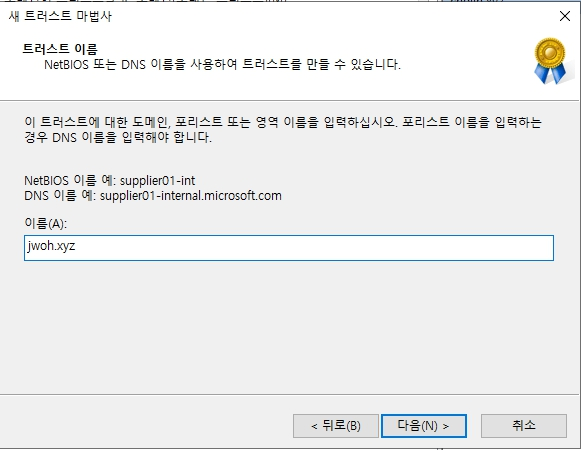 새 트러스트 마법사
트러스트 이름
NetBIOS 또는 DNS 이름을 사용하여 트러스트를 만들 수 있습니다.
이 트러스트에 대한 도메인, 포리스트 또는 영역 이름을 입력하십시오. 포리스트 이름을 입력하는
경우 DNS 이름을 입력해야 합니다.
NetBIOS 이름 예: supplier01-int
DNS 이름 예: supplier01-internal.microsoft.com
이름(A):
jwoh.xyz
< 뒤로(B)
다음(N) >
취소